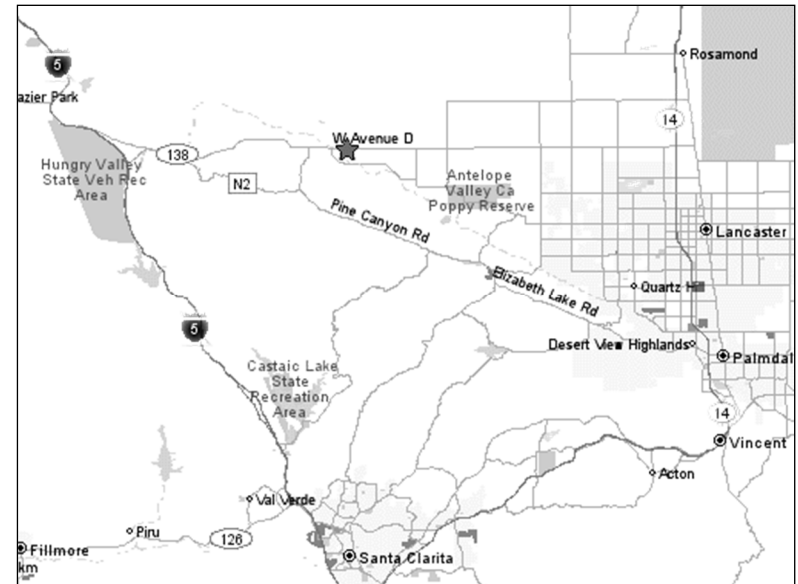 5
Rosamond
azier Park
14
W Avenue D
138
Hungry Valley
State Veh Rec
Area
N2
Antelope
Valley Ca
Poppy Reserve
Pine Canyon Rd
Lancaster
Elizabeth Lake Rd
Quartz H
5
Desert View Highlands
Palmdal
Castaic Lake
State
Recreation
Area
14
Vincent
Acton
Val Verde
Piru
126
Fillmore
Santa Clarita
km